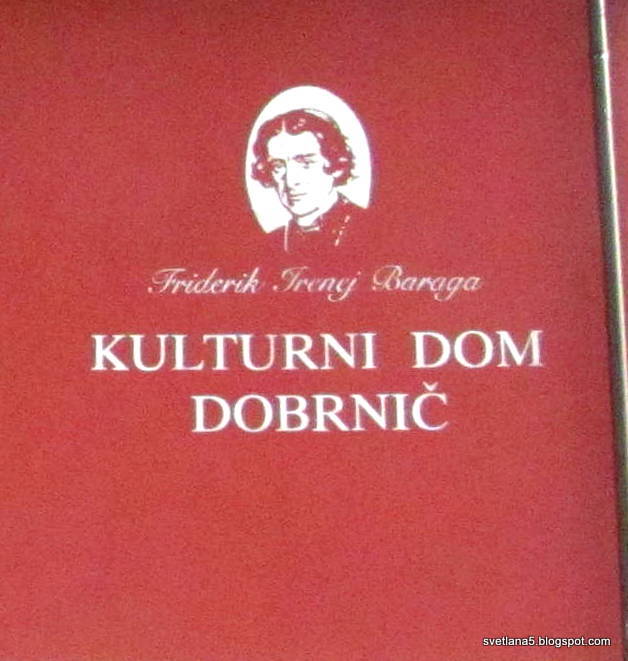 Friderik Irenej Baraga
KULTURNI DOM
DOBRNIČ
svetlana5.blogspot.com